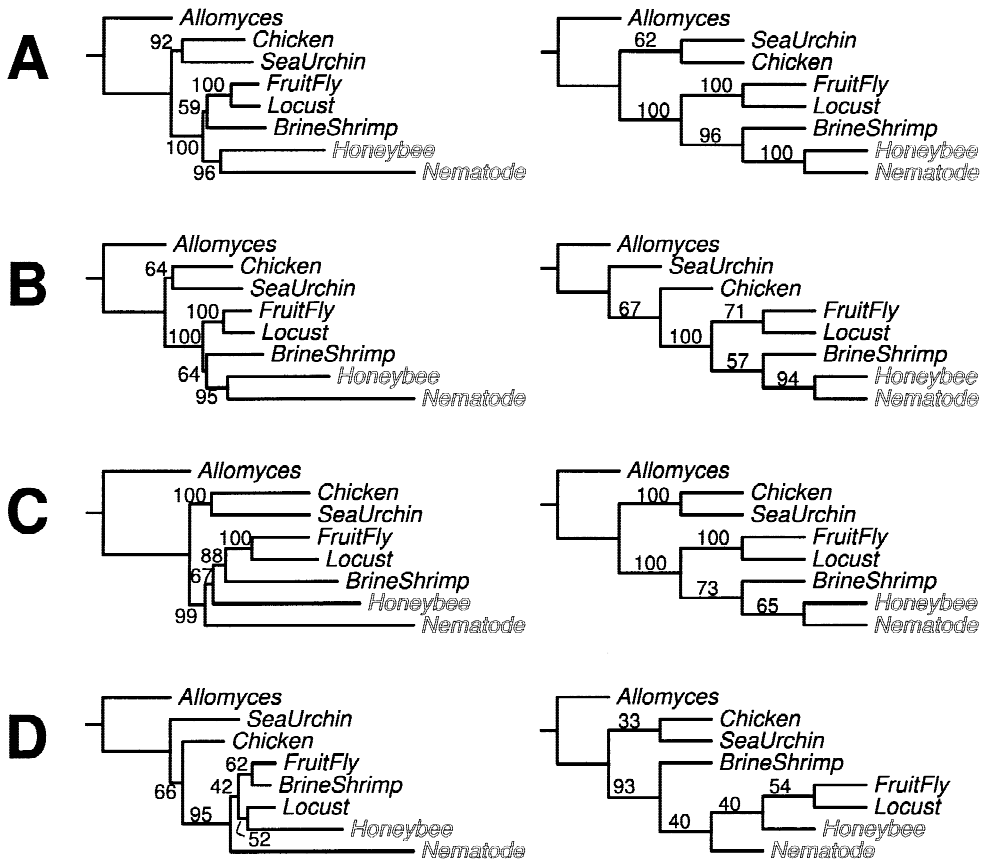 A
Allomyces
92
Chicken
SeaUrchin
100
FruitFly
59
Locust
BrineShrimp
100
Honeybee
96
Nematode
Allomyces
62
SeaUrchin
Chicken
100
FruitFly
100
Locust
96
BrineShrimp
100
Honeybee
Nematode
B
Allomyces
64
Chicken
SeaUrchin
100
FruitFly
100
Locust
BrineShrimp
64
Honeybee
95
Nematode
Allomyces
SeaUrchin
67
Chicken
71
FruitFly
100
Locust
57
BrineShrimp
94
Honeybee
Nematode
C
Allomyces
100
Chicken
SeaUrchin
100
FruitFly
88
Locust
67
BrineShrimp
Honeybee
99
Nematode
Allomyces
100
Chicken
SeaUrchin
100
FruitFly
100
Locust
73
BrineShrimp
65
Honeybee
Nematode
D
Allomyces
SeaUrchin
Chicken
62
FruitFly
66
42
BrineShrimp
95
Locust
52
Honeybee
Nematode
Allomyces
33
Chicken
SeaUrchin
BrineShrimp
93
54
FruitFly
40
Locust
40
Honeybee
Nematode